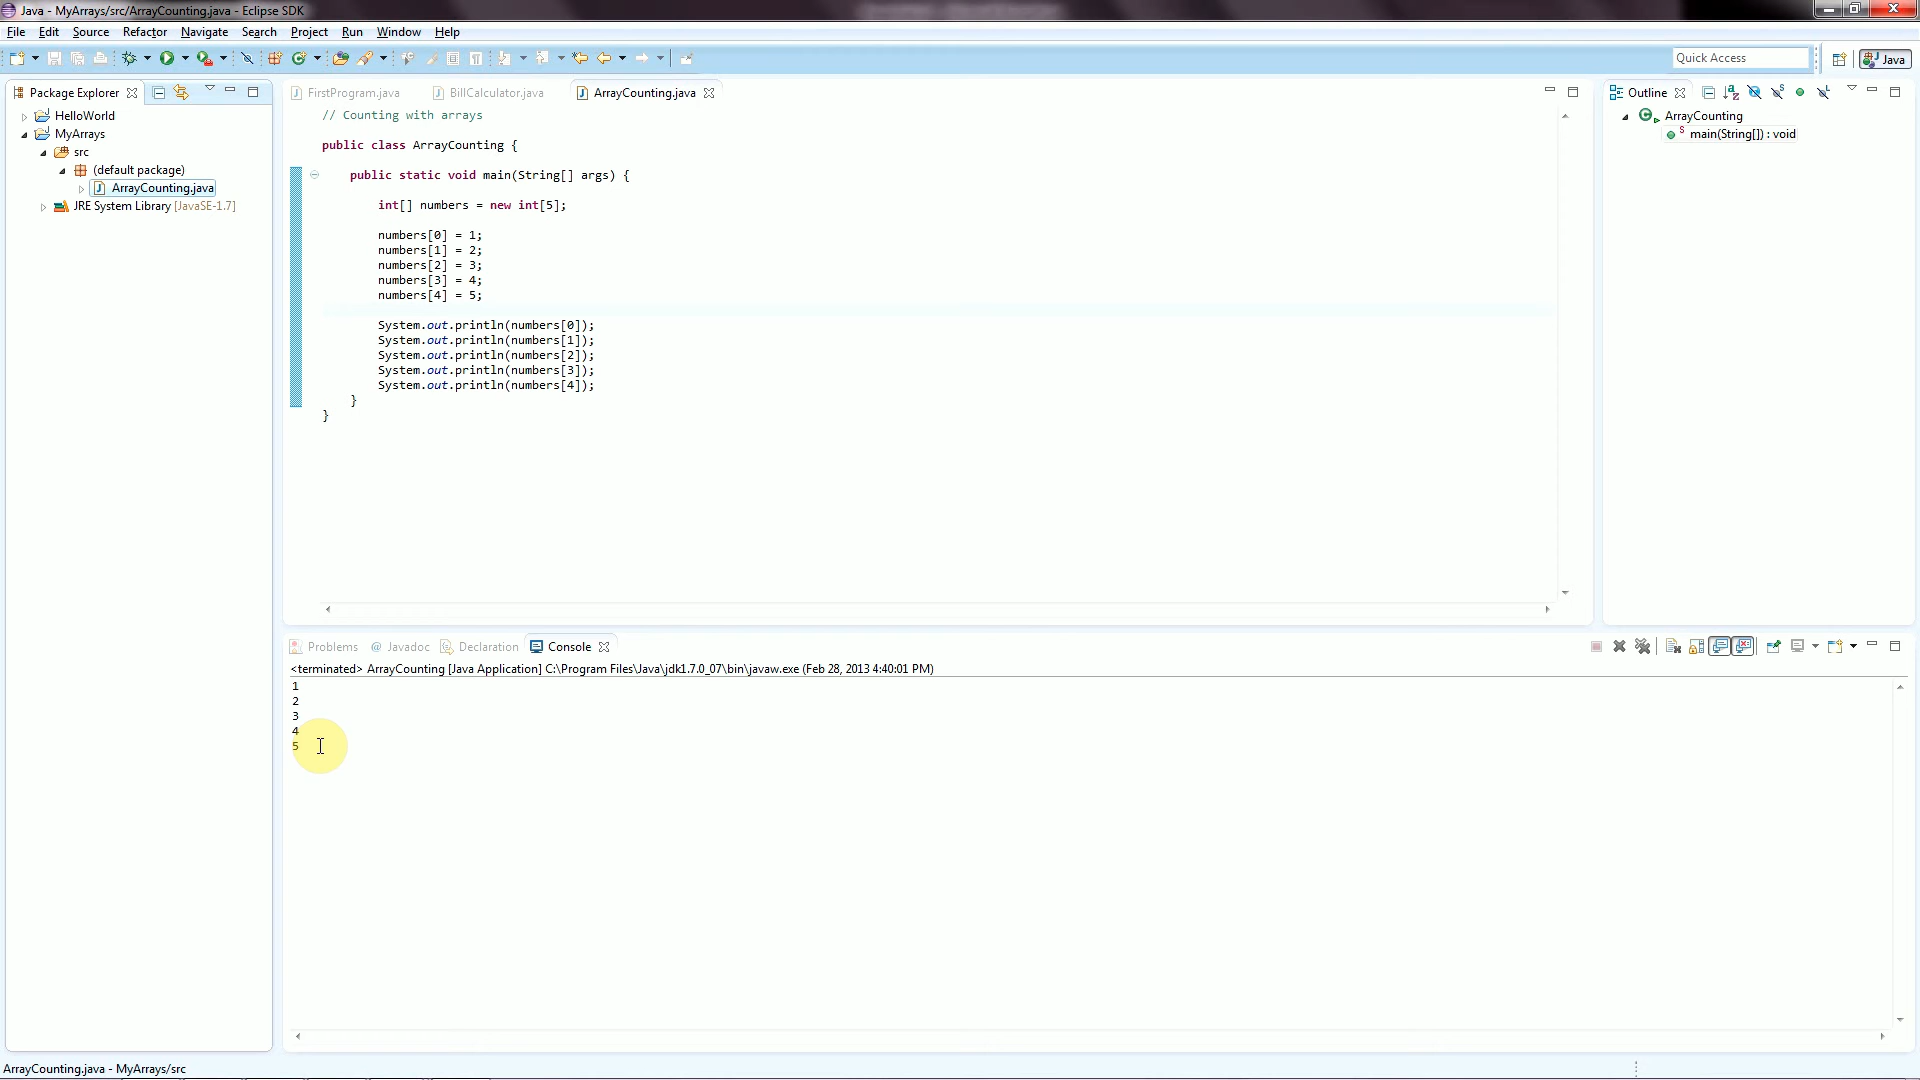 Java - MyArrays/src/ArrayCounting.java - Eclipse SDK
File Edit Source Refactor Navigate Search Project Run Window Help
Quick Access
Java
Package Explorer
HelloWorld
MyArrays
src
(default package)
ArrayCounting.java
JRE System Library [JavaSE-1.7]
FirstProgram.java BillCalculator.java ArrayCounting.java
// Counting with arrays
public class ArrayCounting {
public static void main(String[] args) {
int[] numbers = new int[5];
numbers[0] = 1;
numbers[1] = 2;
numbers[2] = 3;
numbers[3] = 4;
numbers[4] = 5;
System.out.println(numbers[0]);
System.out.println(numbers[1]);
System.out.println(numbers[2]);
System.out.println(numbers[3]);
System.out.println(numbers[4]);
}
}
Outline
ArrayCounting
main(String[]) : void
Problems @ Javadoc Declaration Console
<terminated> ArrayCounting [Java Application] C:\Program Files\Java\jdk1.7.0_07\bin\javaw.exe (Feb 28, 2013 4:40:01 PM)
1
2
3
4
5
ArrayCounting.java - MyArrays/src